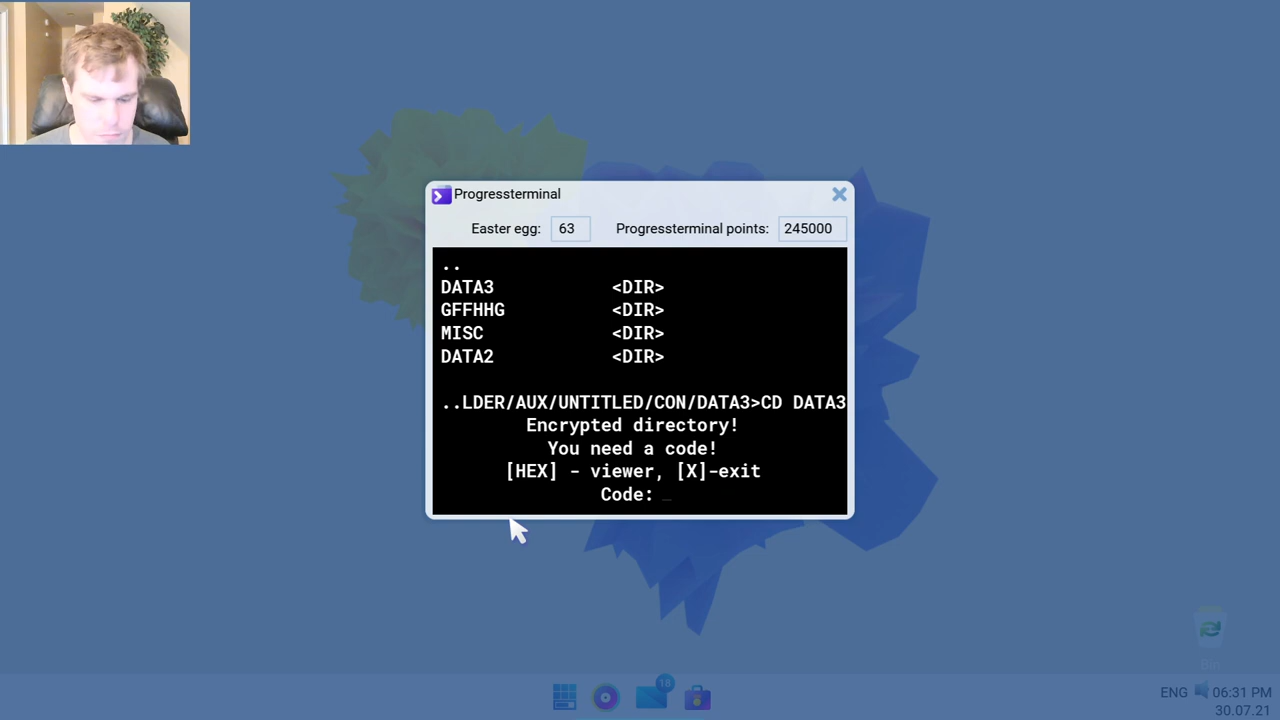 Progressterminal
Easter egg: 63 Progressterminal points: 245000
..
DATA3 <DIR>
GFFHHG <DIR>
MISC <DIR>
DATA2 <DIR>
..LDER/AUX/UNTITLED/CON/DATA3>CD DATA3
Encrypted directory!
You need a code!
[HEX] - viewer, [X]-exit
Code: _
Bin
18
ENG 06:31 PM
30.07.21